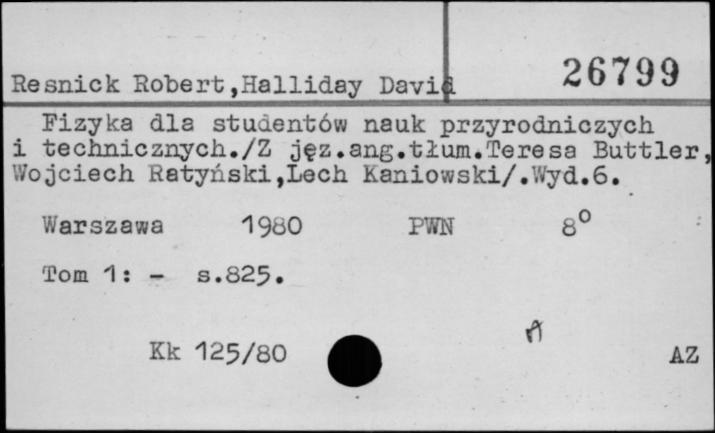 26799
Resnick Robert,Halliday David
Fizyka dla studentów nauk przyrodniczych
i technicznych./Z jęz.ang.tłum.Teresa Buttler,
Wojciech Ratyński,Lech Kaniowski/.Wyd.6.
Warszawa 1980 PWN 8°
Tom 1: - s.825.
A
Kk 125/80 AZ